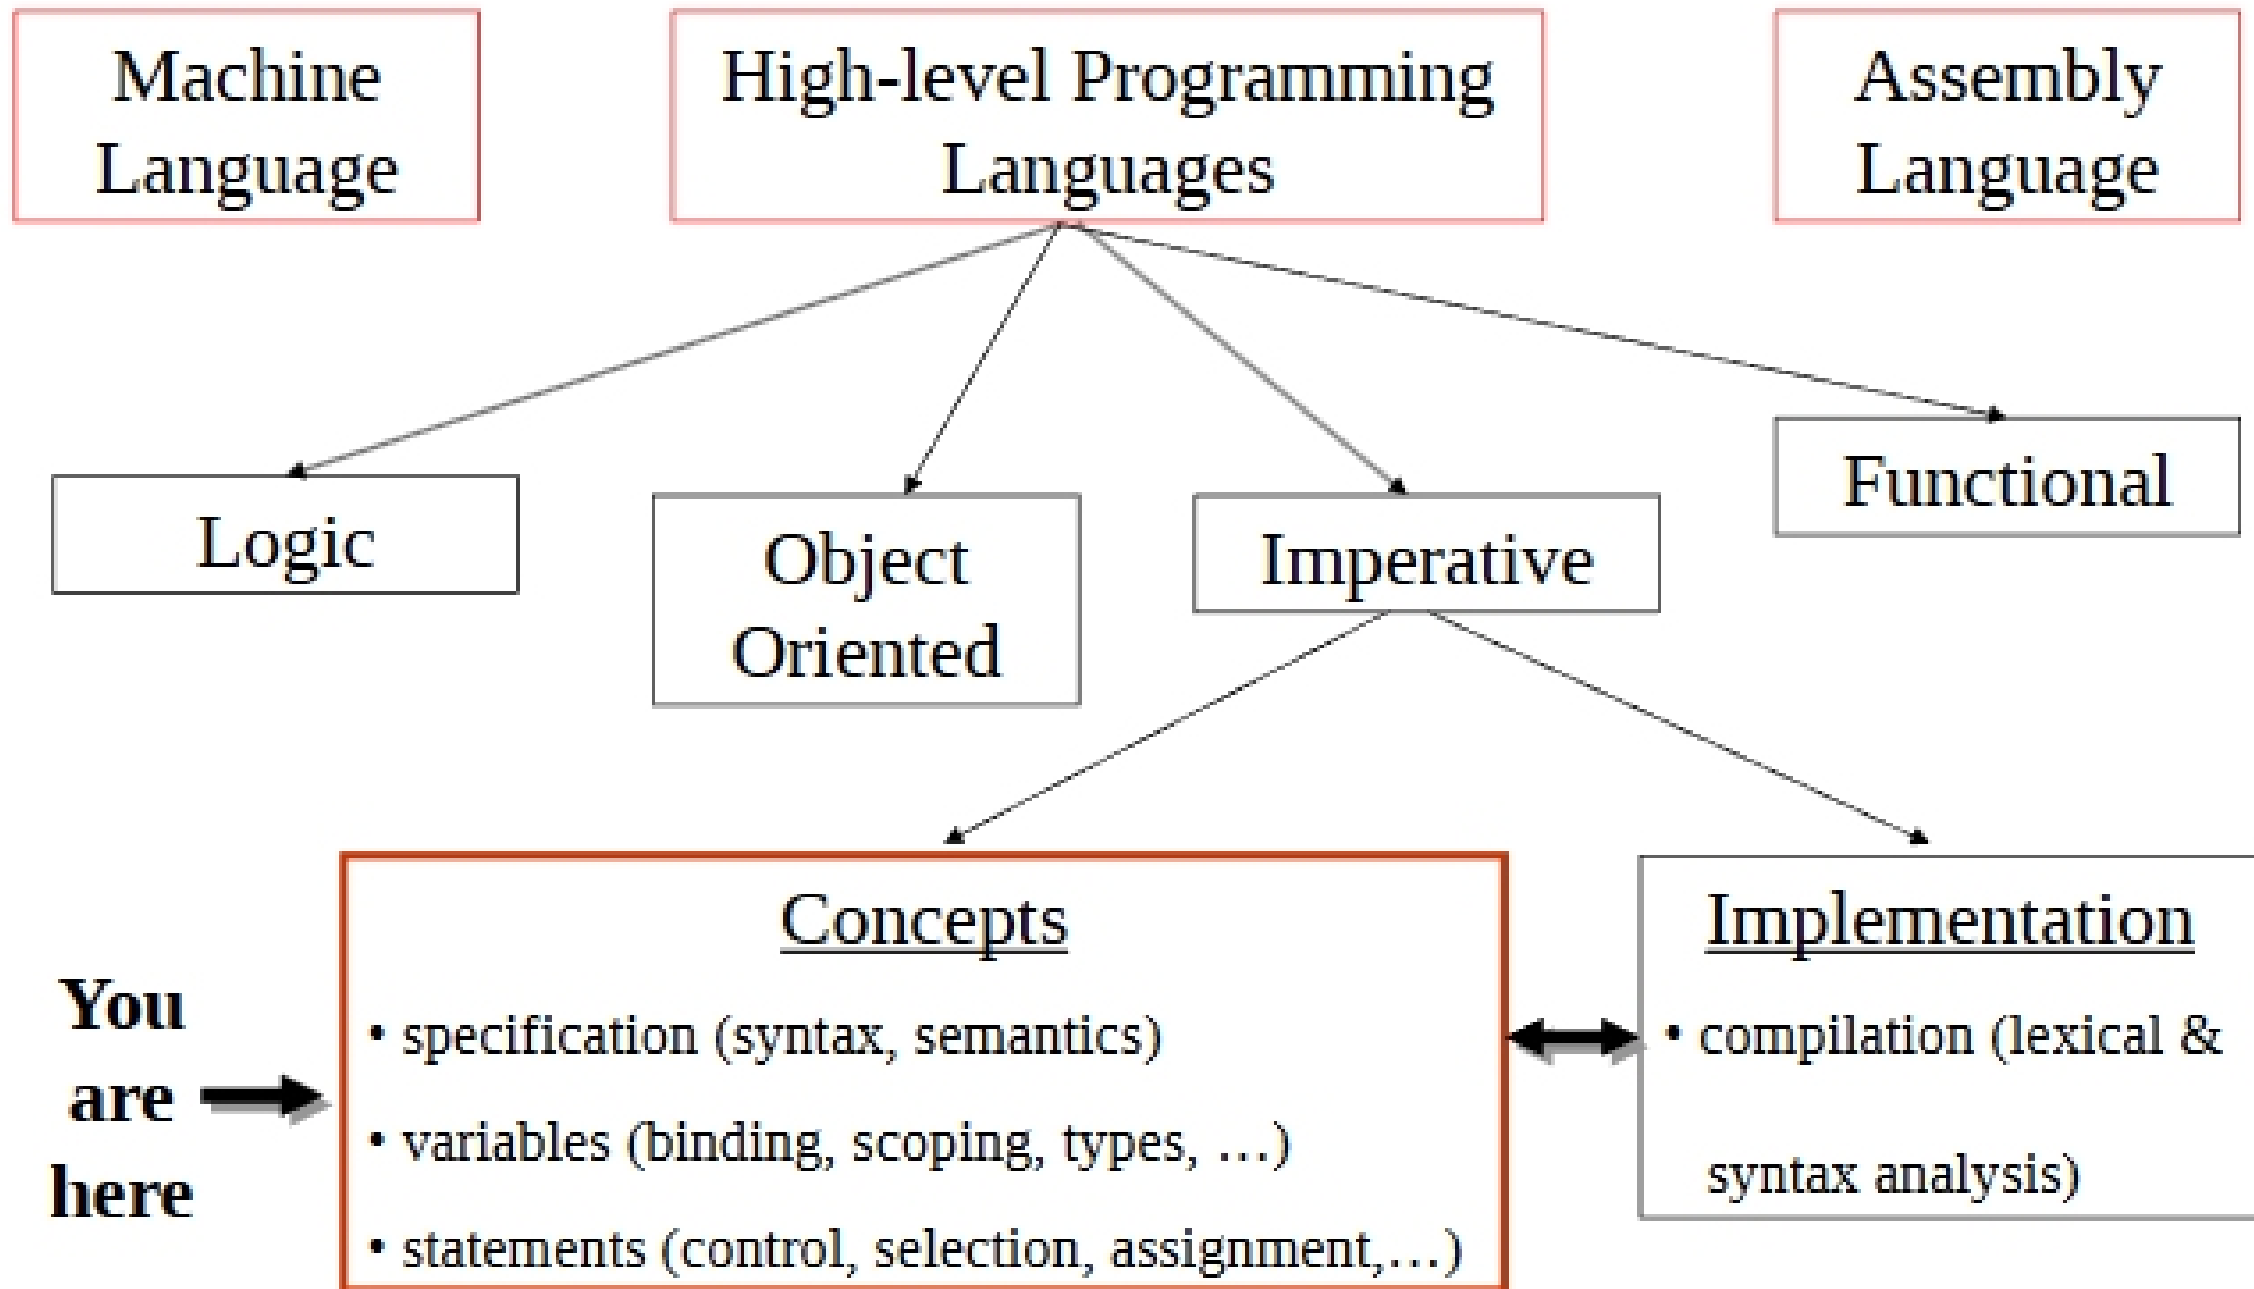 Machine
Language
High-level Programming
Languages
Assembly
Language
Logic
Object
Oriented
Imperative
Functional
You
are
here
Concepts
• specification (syntax, semantics)
• variables (binding, scoping, types, …)
• statements (control, selection, assignment,…)
Implementation
• compilation (lexical &
syntax analysis)